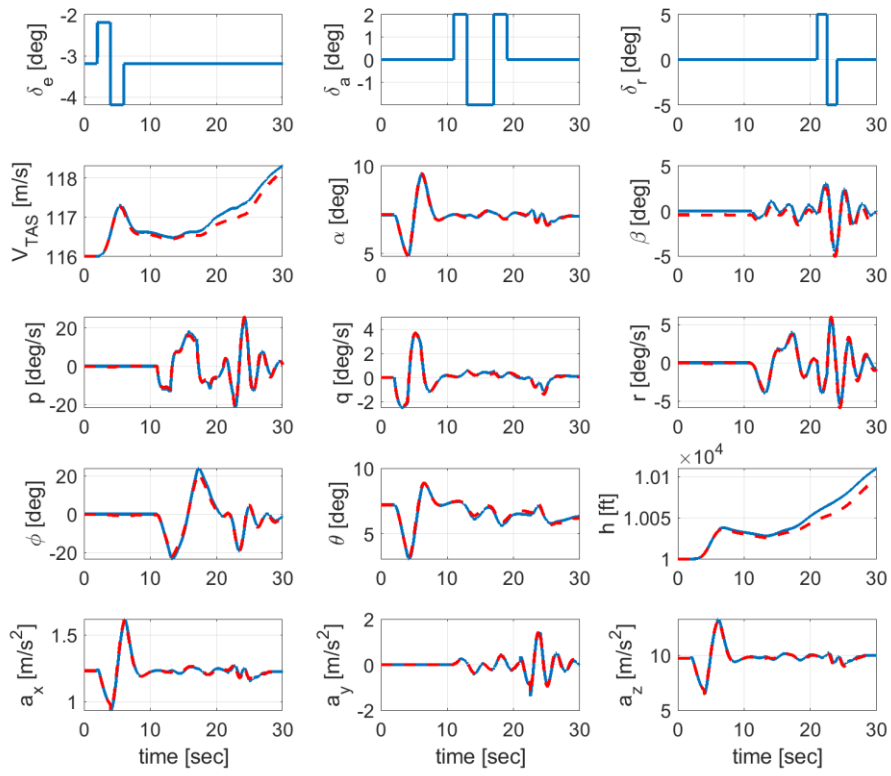 δe [deg]
-2
-3
-4
0 10 20 30
δa [deg]
2
1
0
-1
0 10 20 30
δr [deg]
5
0
-5
0 10 20 30
VTAS [m/s]
118
117
116
0 10 20 30
α [deg]
10
5
0 10 20 30
β [deg]
5
0
-5
0 10 20 30
p [deg/s]
20
0
-20
0 10 20 30
q [deg/s]
4
2
0
-2
0 10 20 30
r [deg/s]
5
0
-5
0 10 20 30
ϕ [deg]
20
0
-20
0 10 20 30
θ [deg]
10
5
0 10 20 30
h [ft]
×10^4
1.01
1.005
1
0 10 20 30
ax [m/s²]
1.5
1
0 10 20 30
time [sec]
ay [m/s²]
2
0
-2
0 10 20 30
time [sec]
az [m/s²]
10
5
0 10 20 30
time [sec]